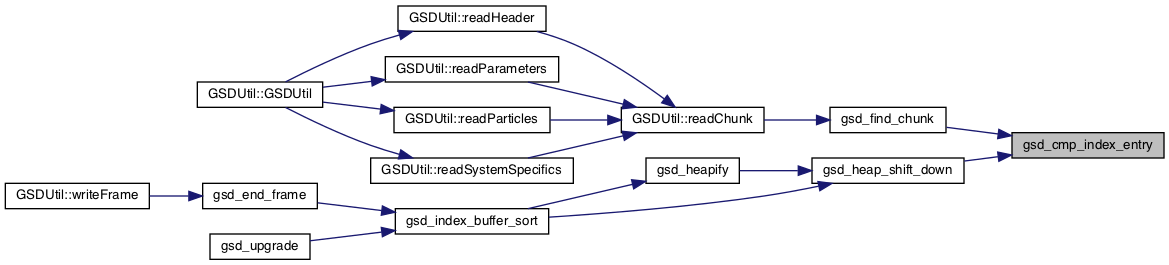 GSDUtil::readHeader
GSDUtil::readParameters
GSDUtil::GSDUtil
GSDUtil::readParticles
GSDUtil::readChunk
gsd_find_chunk
gsd_cmp_index_entry
GSDUtil::readSystemSpecifics
gsd_heapify
gsd_heap_shift_down
GSDUtil::writeFrame
gsd_end_frame
gsd_index_buffer_sort
gsd_upgrade